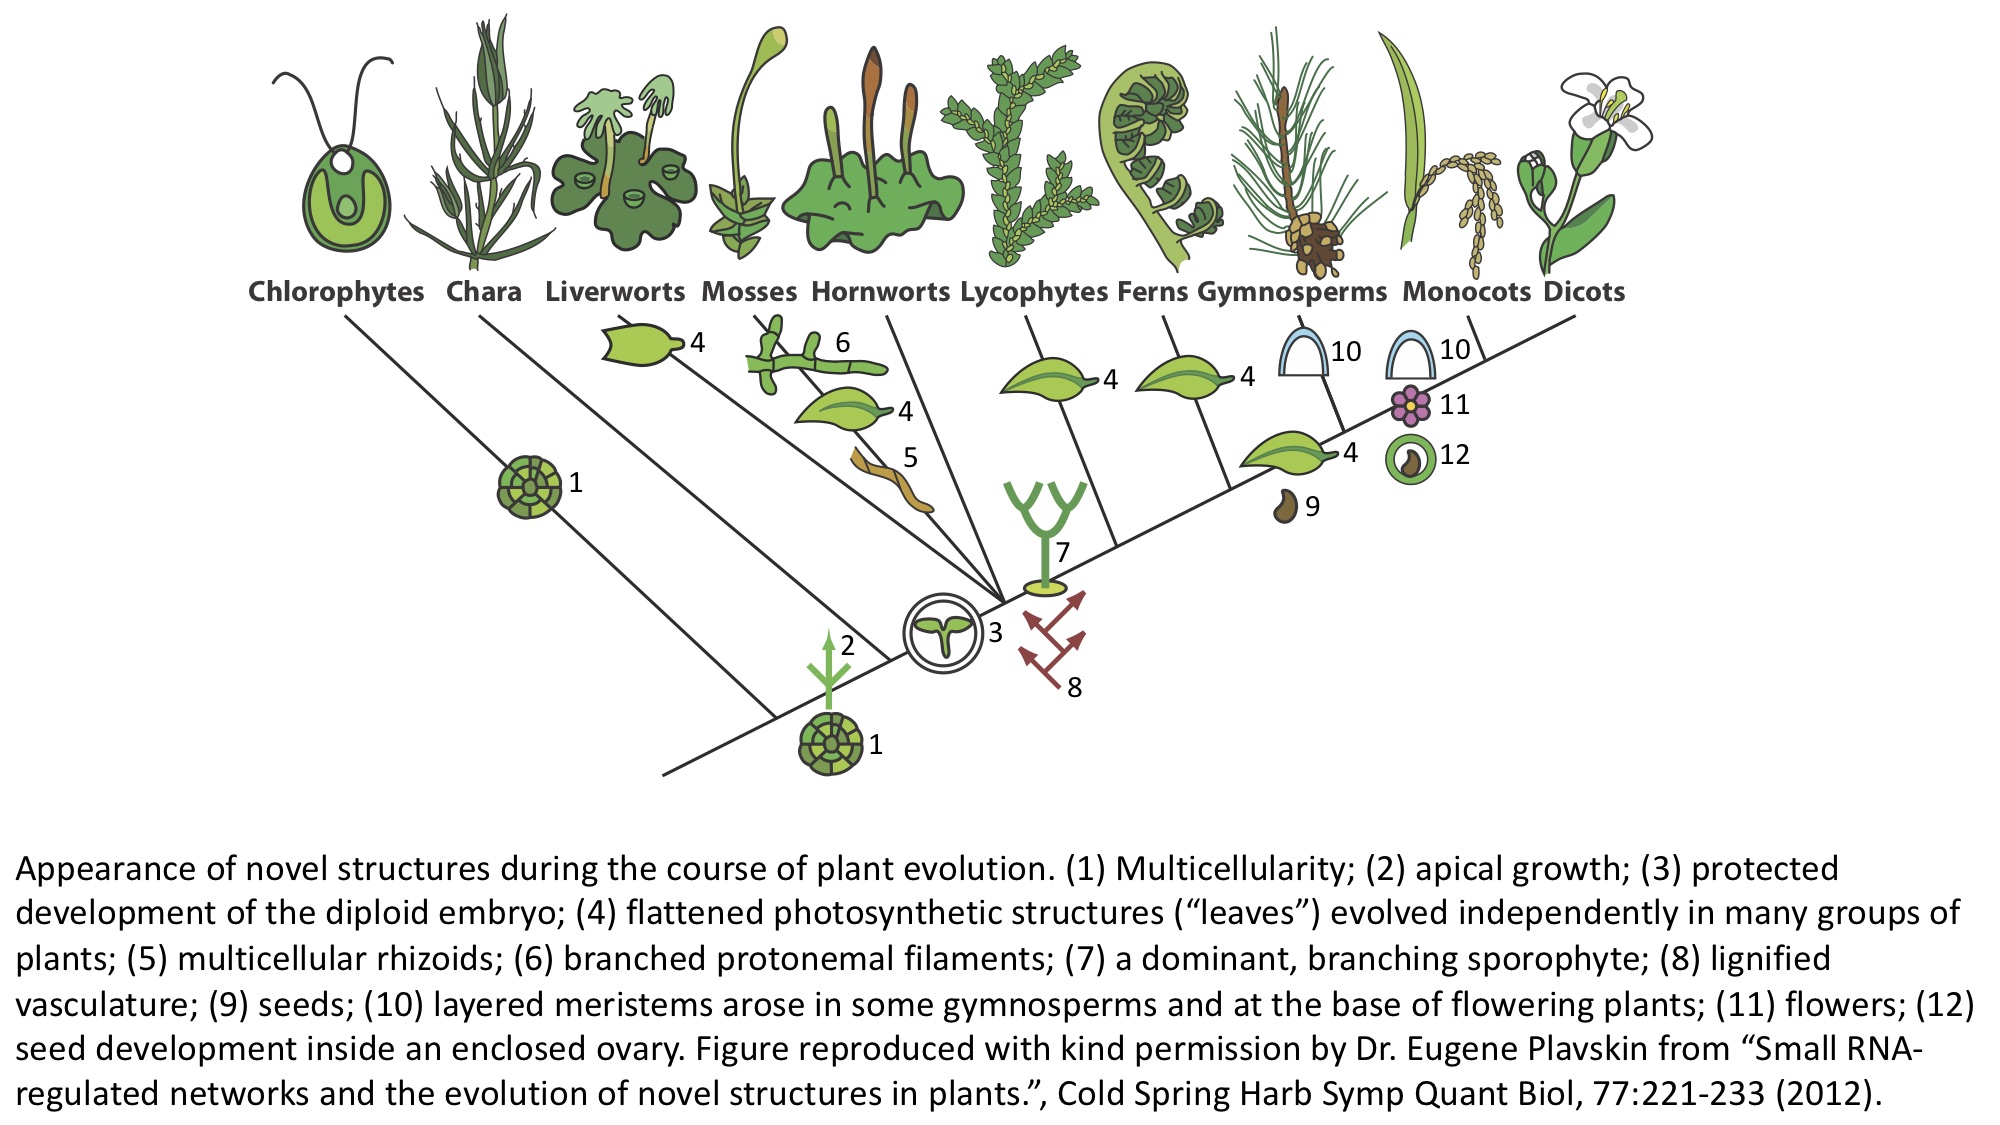 Chlorophytes Chara Liverworts Mosses Hornworts Lycophytes Ferns Gymnosperms Monocots Dicots
4
6
10
10
4
4
4
11
5
4
12
1
9
7
2
3
8
1
Appearance of novel structures during the course of plant evolution. (1) Multicellularity; (2) apical growth; (3) protected
development of the diploid embryo; (4) flattened photosynthetic structures (“leaves”) evolved independently in many groups of
plants; (5) multicellular rhizoids; (6) branched protonemal filaments; (7) a dominant, branching sporophyte; (8) lignified
vasculature; (9) seeds; (10) layered meristems arose in some gymnosperms and at the base of flowering plants; (11) flowers; (12)
seed development inside an enclosed ovary. Figure reproduced with kind permission by Dr. Eugene Plavskin from “Small RNA-
regulated networks and the evolution of novel structures in plants.”, Cold Spring Harb Symp Quant Biol, 77:221-233 (2012).